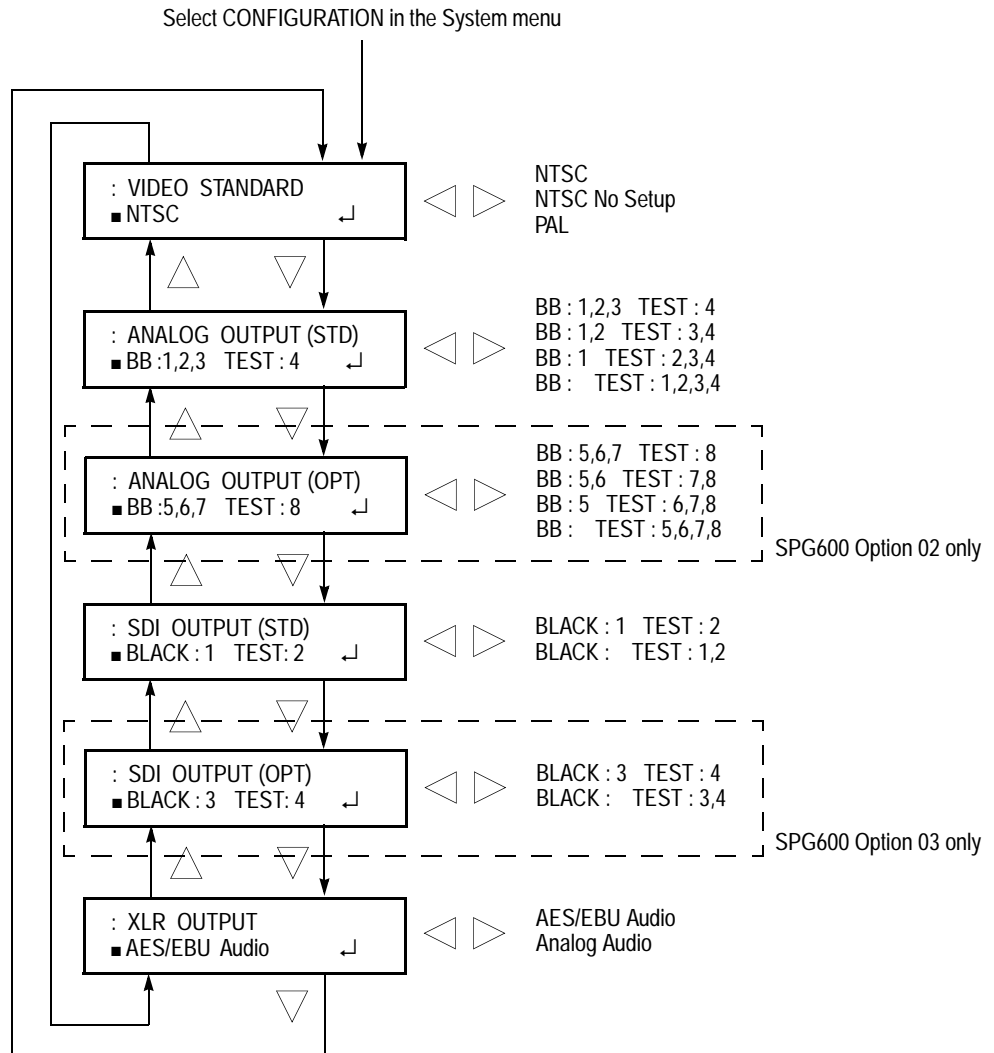 Select CONFIGURATION in the System menu
: VIDEO STANDARD
■ NTSC ↵
NTSC
NTSC No Setup
PAL
: ANALOG OUTPUT (STD)
■ BB :1,2,3 TEST : 4 ↵
BB : 1,2,3 TEST : 4
BB : 1,2 TEST : 3,4
BB : 1 TEST : 2,3,4
BB : TEST : 1,2,3,4
: ANALOG OUTPUT (OPT)
■ BB :5,6,7 TEST : 8 ↵
BB : 5,6,7 TEST : 8
BB : 5,6 TEST : 7,8
BB : 5 TEST : 6,7,8
BB : TEST : 5,6,7,8
SPG600 Option 02 only
: SDI OUTPUT (STD)
■ BLACK : 1 TEST: 2 ↵
BLACK : 1 TEST : 2
BLACK : TEST : 1,2
: SDI OUTPUT (OPT)
■ BLACK : 3 TEST: 4 ↵
BLACK : 3 TEST : 4
BLACK : TEST : 3,4
SPG600 Option 03 only
: XLR OUTPUT
■ AES/EBU Audio ↵
AES/EBU Audio
Analog Audio